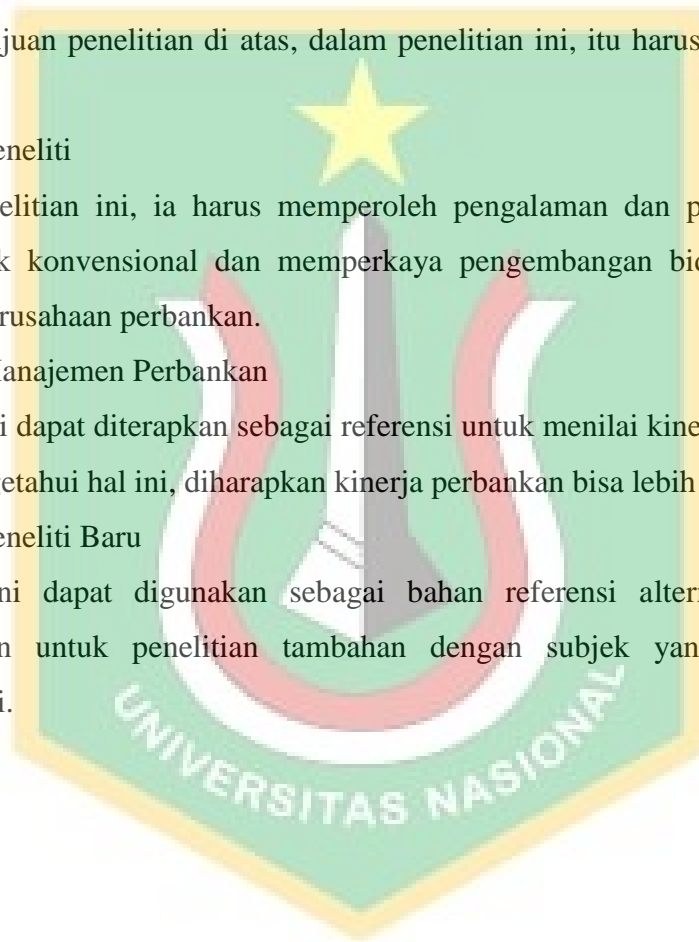 juan penelitian di atas, dalam penelitian ini, itu harus
eneliti
elitian ini, ia harus memperoleh pengalaman dan p
k konvensional dan memperkaya pengembangan bi
rusahaan perbankan.
Manajemen Perbankan
i dapat diterapkan sebagai referensi untuk menilai kine
getahui hal ini, diharapkan kinerja perbankan bisa lebih
eneliti Baru
ni dapat digunakan sebagai bahan referensi alter
n untuk penelitian tambahan dengan subjek yan
i.
UNIVERSITAS NASIONAL